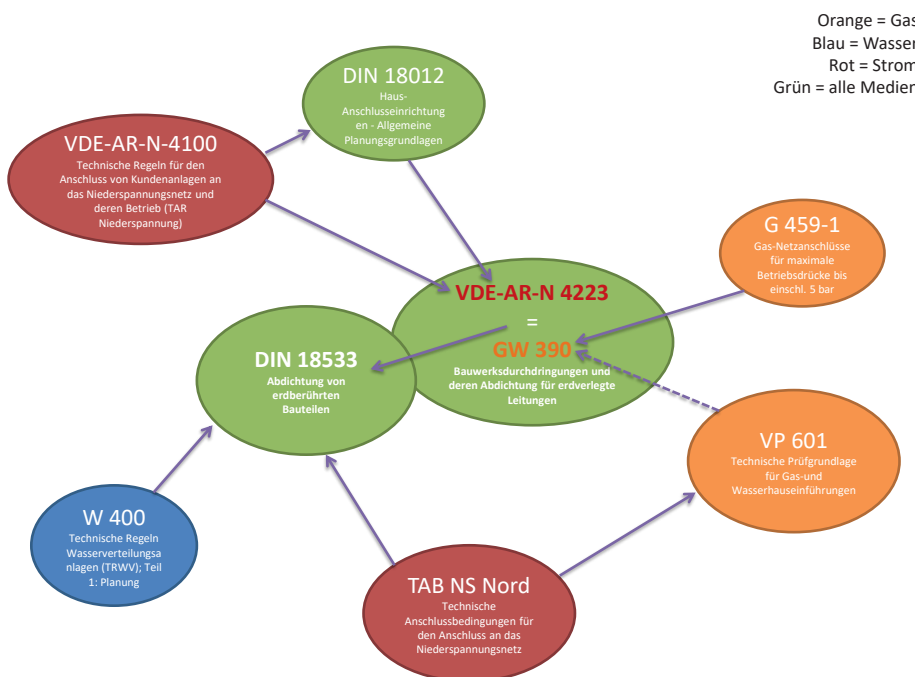 Orange = Gas
Blau = Wasser
Rot = Strom
Grün = alle Medien
DIN 18012
Haus-
Anschlusseinrichtung
en - Allgemeine
Planungsgrundlagen
VDE-AR-N-4100
Technische Regeln für den
Anschluss von Kundenanlagen an
das Niederspannungsnetz und
deren Betrieb (TAR
Niederspannung)
G 459-1
Gas-Netzanschlüsse
für maximale
Betriebsdrücke bis
einschl. 5 bar
VDE-AR-N 4223
=
GW 390
Bauwerksdurchdringungen und
deren Abdichtung für erdverlegte
Leitungen
DIN 18533
Abdichtung von
erdberührten
Bauteilen
VP 601
Technische Prüfgrundlage
für Gas-und
Wasserhauseinführungen
W 400
Technische Regeln
Wasserverteilungsa
nlagen (TRWV); Teil
1: Planung
TAB NS Nord
Technische
Anschlussbedingungen für
den Anschluss an das
Niederspannungsnetz